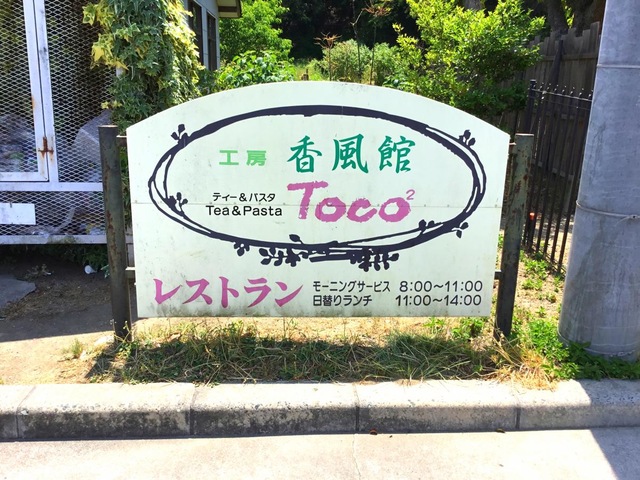 工房 香風館
ティー&パスタ
Tea&Pasta Toco²
レストラン
モーニングサービス 8:00~11:00
日替りランチ 11:00~14:00